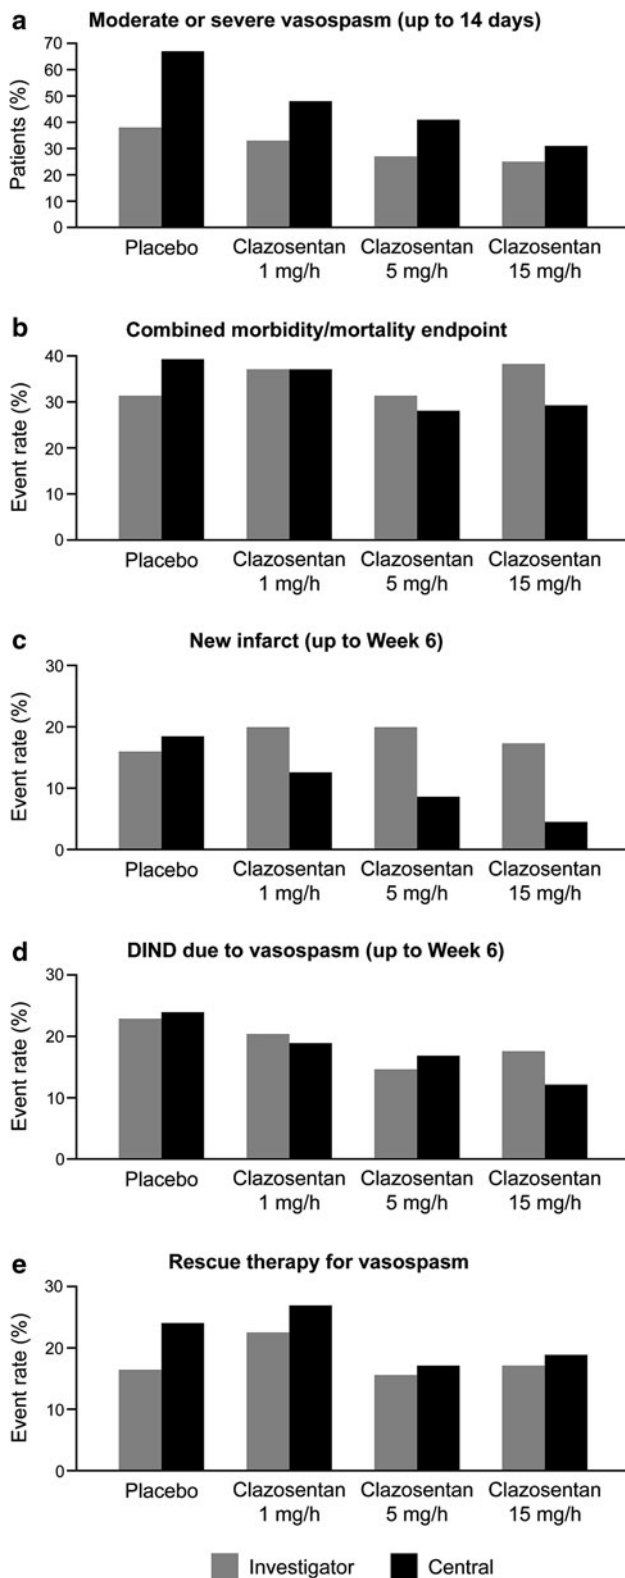 a
Moderate or severe vasospasm (up to 14 days)
Patients (%)
70
60
50
40
30
20
10
0
Placebo
Clazosentan
1 mg/h
Clazosentan
5 mg/h
Clazosentan
15 mg/h
b
Combined morbidity/mortality endpoint
Event rate (%)
40
30
20
10
0
Placebo
Clazosentan
1 mg/h
Clazosentan
5 mg/h
Clazosentan
15 mg/h
c
New infarct (up to Week 6)
Event rate (%)
30
20
10
0
Placebo
Clazosentan
1 mg/h
Clazosentan
5 mg/h
Clazosentan
15 mg/h
d
DIND due to vasospasm (up to Week 6)
Event rate (%)
30
20
10
0
Placebo
Clazosentan
1 mg/h
Clazosentan
5 mg/h
Clazosentan
15 mg/h
e
Rescue therapy for vasospasm
Event rate (%)
30
20
10
0
Placebo
Clazosentan
1 mg/h
Clazosentan
5 mg/h
Clazosentan
15 mg/h
Investigator
Central